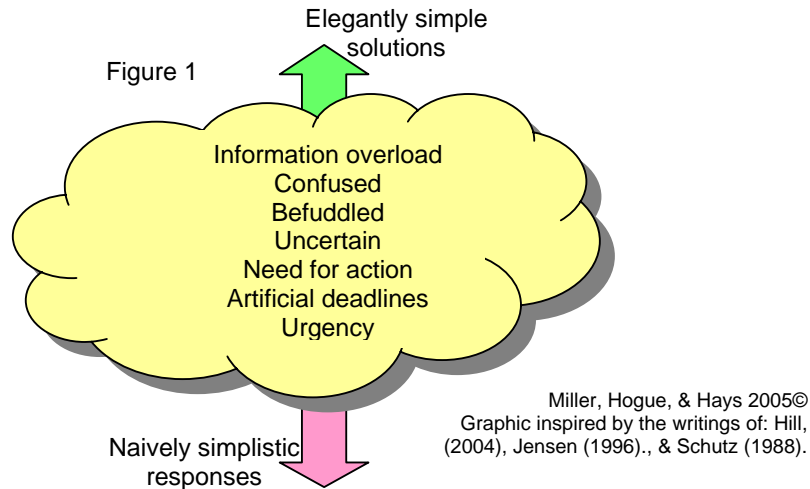 Elegantly simple
solutions
Figure 1
Information overload
Confused
Befuddled
Uncertain
Need for action
Artificial deadlines
Urgency
Miller, Hogue, & Hays 2005©
Graphic inspired by the writings of: Hill,
(2004), Jensen (1996)., & Schutz (1988).
Naively simplistic
responses